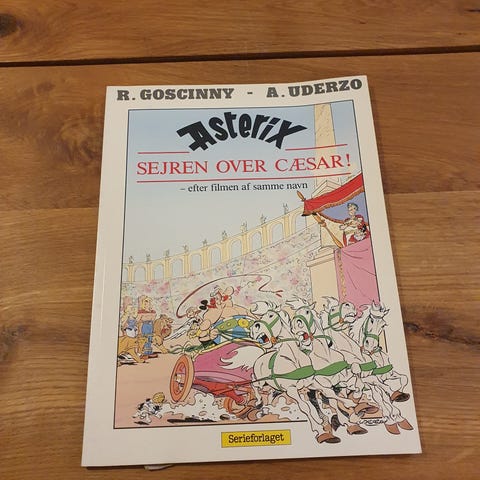 R. GOSCINNY - A. UDERZO
Asterix
SEJREN OVER CÆSAR!
– efter filmen af samme navn
Serieforlaget